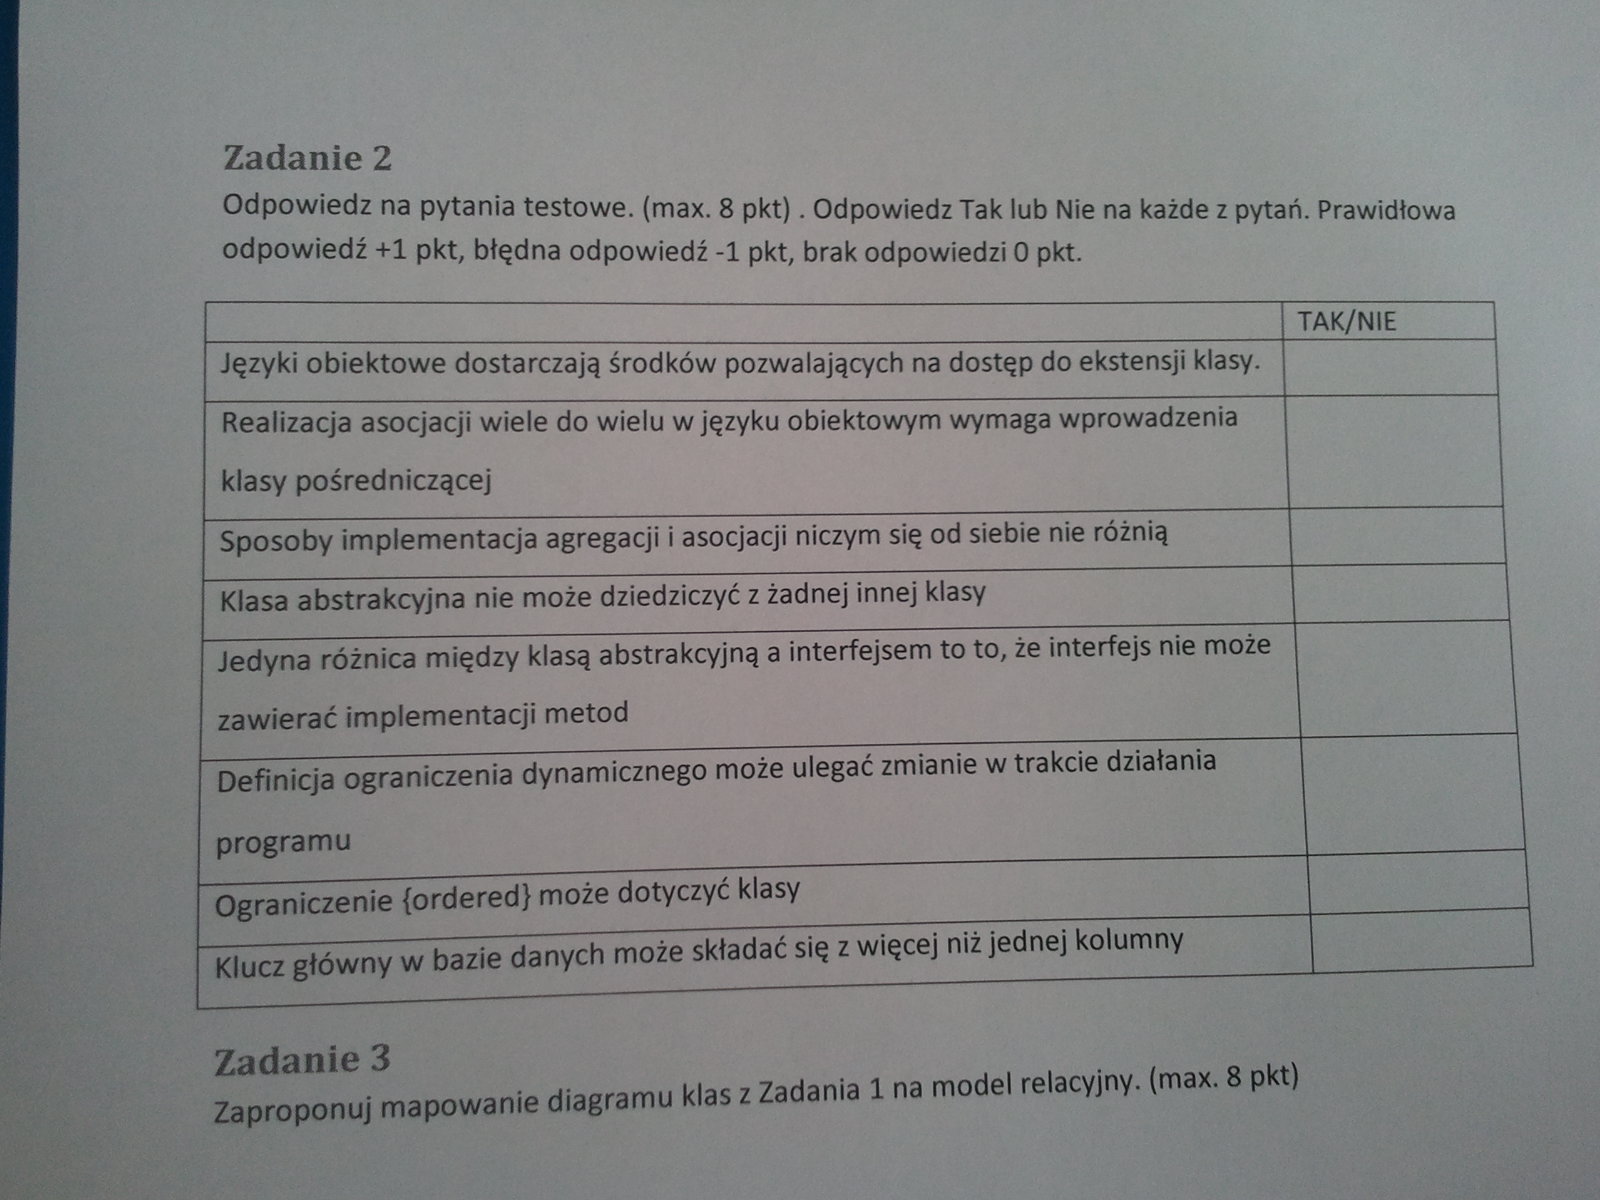 Zadanie 2
Odpowiedz na pytania testowe. (max. 8 pkt) . Odpowiedz Tak lub Nie na każde z pytań. Prawidłowa
odpowiedź +1 pkt, błędna odpowiedź -1 pkt, brak odpowiedzi 0 pkt.
TAK/NIE
Języki obiektowe dostarczają środków pozwalających na dostęp do ekstensji klasy.
Realizacja asocjacji wiele do wielu w języku obiektowym wymaga wprowadzenia
klasy pośredniczącej
Sposoby implementacja agregacji i asocjacji niczym się od siebie nie różnią
Klasa abstrakcyjna nie może dziedziczyć z żadnej innej klasy
Jedyna różnica między klasą abstrakcyjną a interfejsem to to, że interfejs nie może
zawierać implementacji metod
Definicja ograniczenia dynamicznego może ulegać zmianie w trakcie działania
programu
Ograniczenie {ordered} może dotyczyć klasy
Klucz główny w bazie danych może składać się z więcej niż jednej kolumny
Zadanie 3
Zaproponuj mapowanie diagramu klas z Zadania 1 na model relacyjny. (max. 8 pkt)